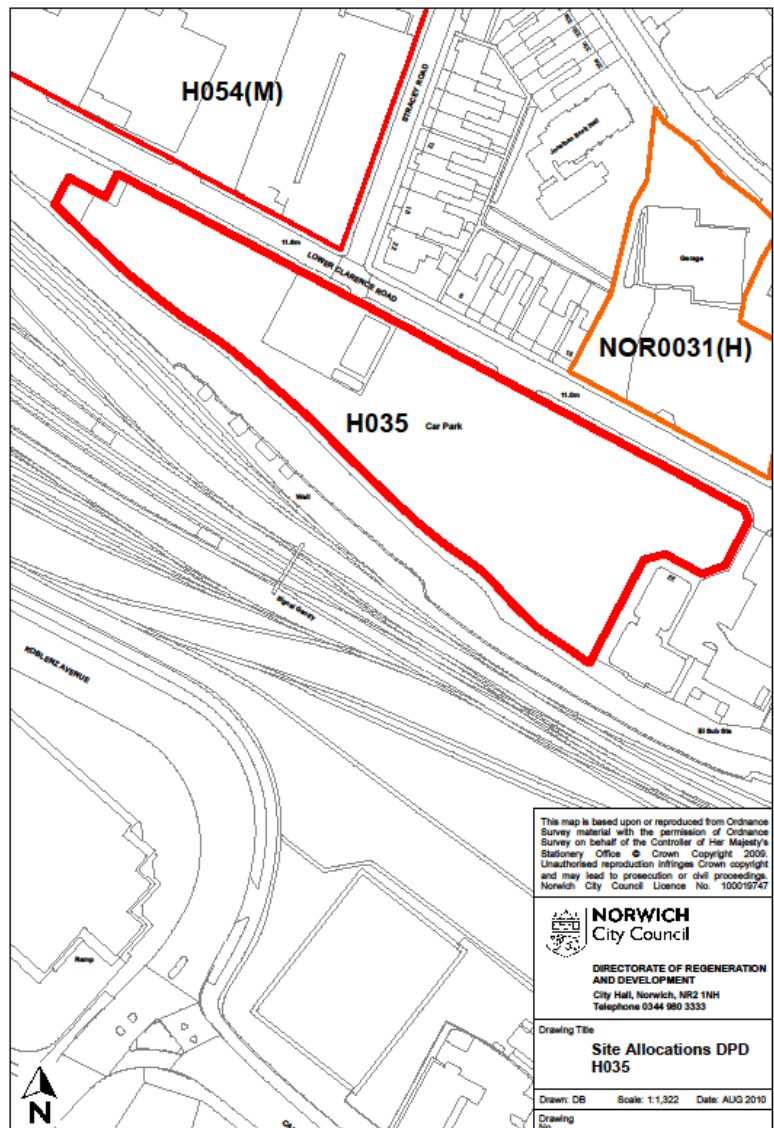 H054(M)
STRACEY ROAD
Garage
11.0m
LOWER CLARENCE ROAD
NOR0031(H)
11.0m
H035
Car Park
Wall
Signal Gantry
KOBLENZ AVENUE
El Sub Sta
Ramp
N
This map is based upon or reproduced from Ordnance
Survey material with the permission of Ordnance
Survey on behalf of the Controller of Her Majesty's
Stationery Office © Crown Copyright 2009.
Unauthorised reproduction infringes Crown copyright
and may lead to prosecution or civil proceedings.
Norwich City Council Licence No. 100019747
NORWICH
City Council
DIRECTORATE OF REGENERATION
AND DEVELOPMENT
City Hall, Norwich, NR2 1NH
Telephone 0344 980 3333
Drawing Title
Site Allocations DPD
H035
Drawn: DB Scale: 1:1,322 Date: AUG 2010
Drawing
No.